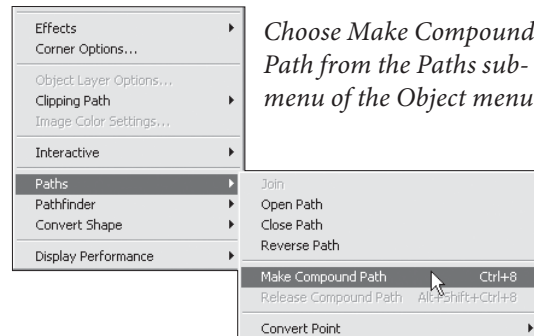 Effects
Corner Options...
Object Layer Options...
Clipping Path
Image Color Settings...
Interactive
Paths
Pathfinder
Convert Shape
Display Performance
Choose Make Compound
Path from the Paths sub-
menu of the Object menu
Join
Open Path
Close Path
Reverse Path
Make Compound Path Ctrl+8
Release Compound Path Alt+Shift+Ctrl+8
Convert Point